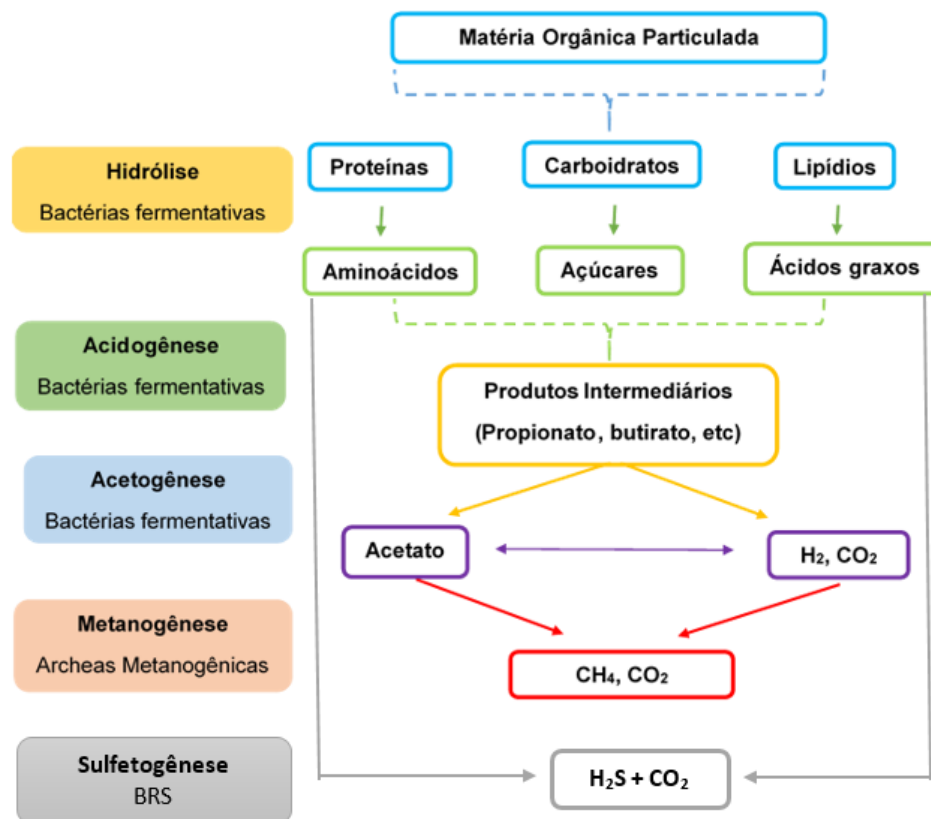 Matéria Orgânica Particulada
Hidrólise
Bactérias fermentativas
Proteínas
Carboidratos
Lipídios
Aminoácidos
Açúcares
Ácidos graxos
Acidogênese
Bactérias fermentativas
Produtos Intermediários
(Propionato, butirato, etc)
Acetogênese
Bactérias fermentativas
Acetato
H₂, CO₂
Metanogênese
Archeas Metanogênicas
CH₄, CO₂
Sulfetogênese
BRS
H₂S + CO₂